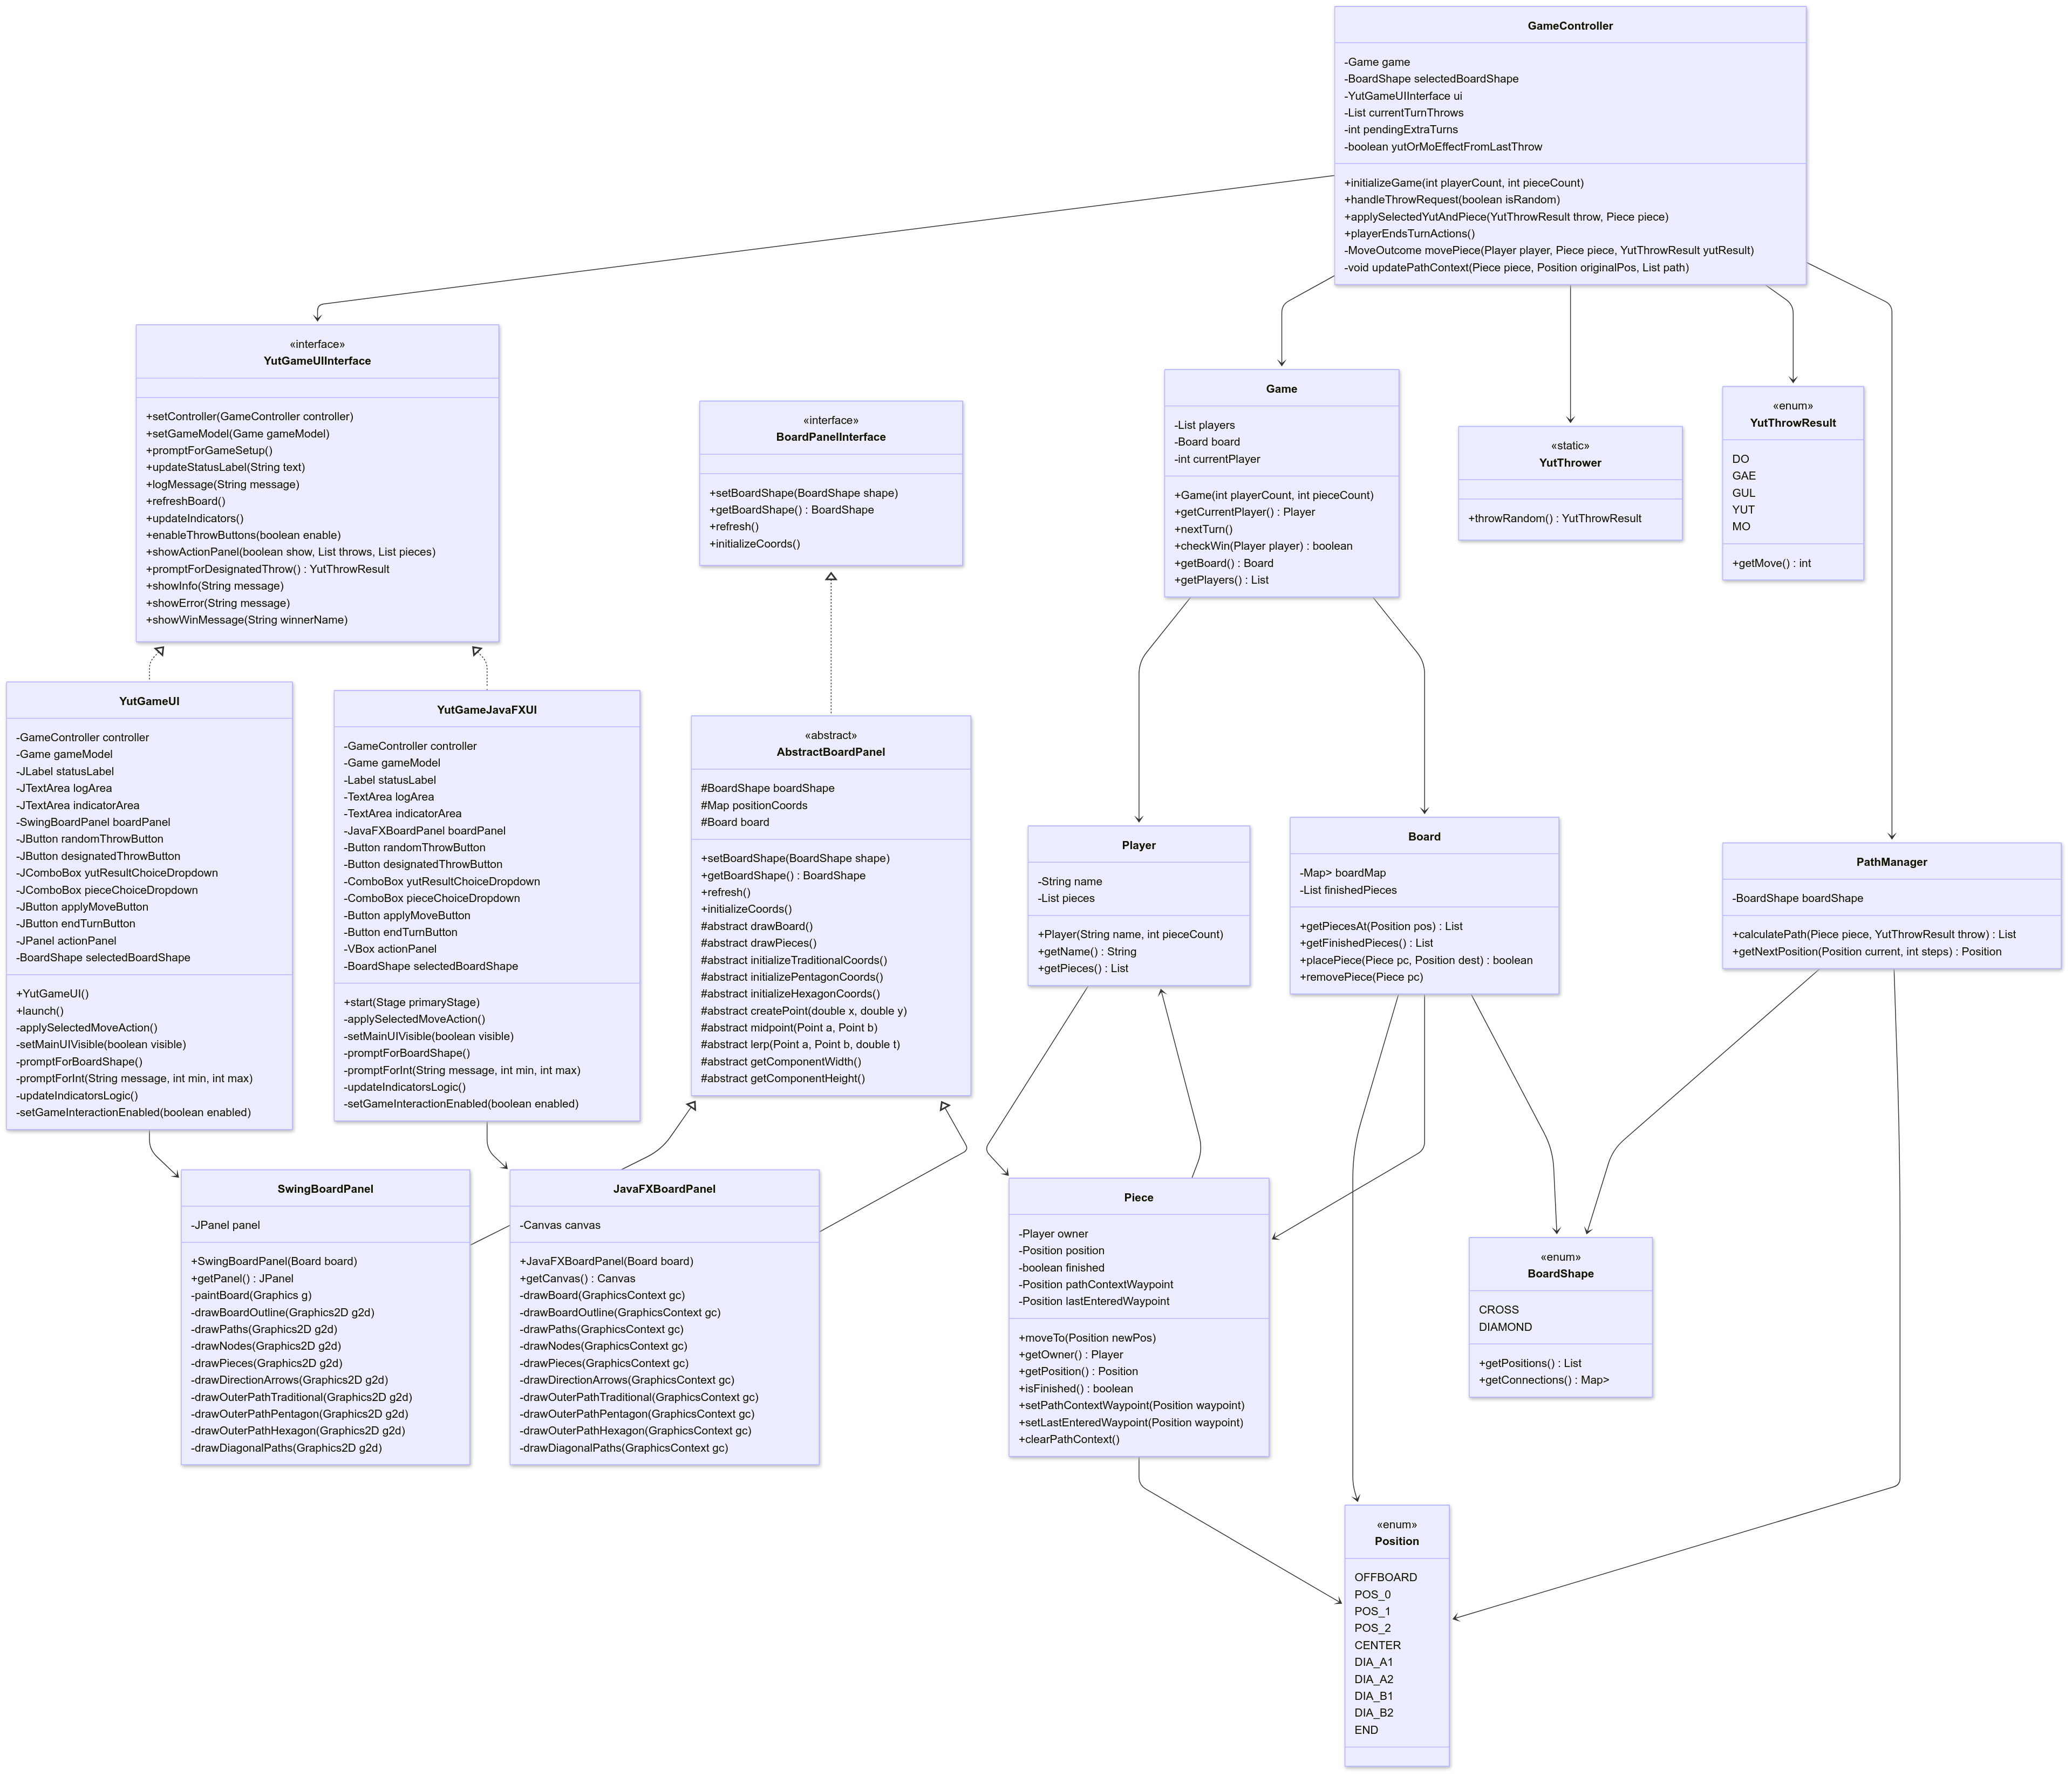 GameController
-Game game
-BoardShape selectedBoardShape
-YutGameUIInterface ui
-List currentTurnThrows
-int pendingExtraTurns
-boolean yutOrMoEffectFromLastThrow
+initializeGame(int playerCount, int pieceCount)
+handleThrowRequest(boolean isRandom)
+applySelectedYutAndPiece(YutThrowResult throw, Piece piece)
+playerEndsTurnActions()
-MoveOutcome movePiece(Player player, Piece piece, YutThrowResult yutResult)
-void updatePathContext(Piece piece, Position originalPos, List path)
«interface»
YutGameUIInterface
+setController(GameController controller)
+setGameModel(Game gameModel)
+promptForGameSetup()
+updateStatusLabel(String text)
+logMessage(String message)
+refreshBoard()
+updateIndicators()
+enableThrowButtons(boolean enable)
+showActionPanel(boolean show, List throws, List pieces)
+promptForDesignatedThrow() : YutThrowResult
+showInfo(String message)
+showError(String message)
+showWinMessage(String winnerName)
«interface»
BoardPanelInterface
+setBoardShape(BoardShape shape)
+getBoardShape() : BoardShape
+refresh()
+initializeCoords()
Game
-List players
-Board board
-int currentPlayer
+Game(int playerCount, int pieceCount)
+getCurrentPlayer() : Player
+nextTurn()
+checkWin(Player player) : boolean
+getBoard() : Board
+getPlayers() : List
«static»
YutThrower
+throwRandom() : YutThrowResult
«enum»
YutThrowResult
DO
GAE
GUL
YUT
MO
+getMove() : int
YutGameUI
-GameController controller
-Game gameModel
-JLabel statusLabel
-JTextArea logArea
-JTextArea indicatorArea
-SwingBoardPanel boardPanel
-JButton randomThrowButton
-JButton designatedThrowButton
-JComboBox yutResultChoiceDropdown
-JComboBox pieceChoiceDropdown
-JButton applyMoveButton
-JButton endTurnButton
-JPanel actionPanel
-BoardShape selectedBoardShape
+YutGameUI()
+launch()
-applySelectedMoveAction()
-setMainUIVisible(boolean visible)
-promptForBoardShape()
-promptForInt(String message, int min, int max)
-updateIndicatorsLogic()
-setGameInteractionEnabled(boolean enabled)
YutGameJavaFXUI
-GameController controller
-Game gameModel
-Label statusLabel
-TextArea logArea
-TextArea indicatorArea
-JavaFXBoardPanel boardPanel
-Button randomThrowButton
-Button designatedThrowButton
-ComboBox yutResultChoiceDropdown
-ComboBox pieceChoiceDropdown
-Button applyMoveButton
-Button endTurnButton
-VBox actionPanel
-BoardShape selectedBoardShape
+start(Stage primaryStage)
-applySelectedMoveAction()
-setMainUIVisible(boolean visible)
-promptForBoardShape()
-promptForInt(String message, int min, int max)
-updateIndicatorsLogic()
-setGameInteractionEnabled(boolean enabled)
«abstract»
AbstractBoardPanel
#BoardShape boardShape
#Map positionCoords
#Board board
+setBoardShape(BoardShape shape)
+getBoardShape() : BoardShape
+refresh()
+initializeCoords()
#abstract drawBoard()
#abstract drawPieces()
#abstract initializeTraditionalCoords()
#abstract initializePentagonCoords()
#abstract initializeHexagonCoords()
#abstract createPoint(double x, double y)
#abstract midpoint(Point a, Point b)
#abstract lerp(Point a, Point b, double t)
#abstract getComponentWidth()
#abstract getComponentHeight()
Player
-String name
-List pieces
+Player(String name, int pieceCount)
+getName() : String
+getPieces() : List
Board
-Map> boardMap
-List finishedPieces
+getPiecesAt(Position pos) : List
+getFinishedPieces() : List
+placePiece(Piece pc, Position dest) : boolean
+removePiece(Piece pc)
PathManager
-BoardShape boardShape
+calculatePath(Piece piece, YutThrowResult throw) : List
+getNextPosition(Position current, int steps) : Position
SwingBoardPanel
-JPanel panel
+SwingBoardPanel(Board board)
+getPanel() : JPanel
-paintBoard(Graphics g)
-drawBoardOutline(Graphics2D g2d)
-drawPaths(Graphics2D g2d)
-drawNodes(Graphics2D g2d)
-drawPieces(Graphics2D g2d)
-drawDirectionArrows(Graphics2D g2d)
-drawOuterPathTraditional(Graphics2D g2d)
-drawOuterPathPentagon(Graphics2D g2d)
-drawOuterPathHexagon(Graphics2D g2d)
-drawDiagonalPaths(Graphics2D g2d)
JavaFXBoardPanel
-Canvas canvas
+JavaFXBoardPanel(Board board)
+getCanvas() : Canvas
-drawBoard(GraphicsContext gc)
-drawBoardOutline(GraphicsContext gc)
-drawPaths(GraphicsContext gc)
-drawNodes(GraphicsContext gc)
-drawPieces(GraphicsContext gc)
-drawDirectionArrows(GraphicsContext gc)
-drawOuterPathTraditional(GraphicsContext gc)
-drawOuterPathPentagon(GraphicsContext gc)
-drawOuterPathHexagon(GraphicsContext gc)
-drawDiagonalPaths(GraphicsContext gc)
Piece
-Player owner
-Position position
-boolean finished
-Position pathContextWaypoint
-Position lastEnteredWaypoint
+moveTo(Position newPos)
+getOwner() : Player
+getPosition() : Position
+isFinished() : boolean
+setPathContextWaypoint(Position waypoint)
+setLastEnteredWaypoint(Position waypoint)
+clearPathContext()
«enum»
BoardShape
CROSS
DIAMOND
+getPositions() : List
+getConnections() : Map>
«enum»
Position
OFFBOARD
POS_0
POS_1
POS_2
CENTER
DIA_A1
DIA_A2
DIA_B1
DIA_B2
END